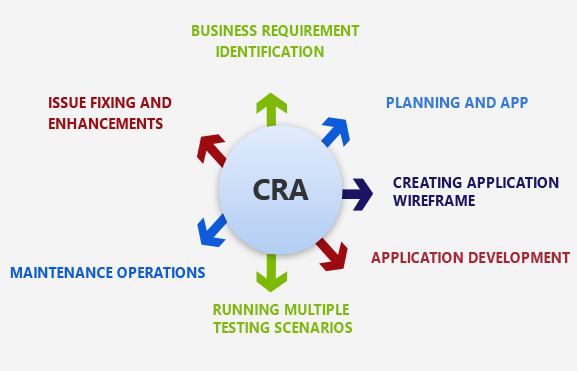 BUSINESS REQUIREMENT
IDENTIFICATION
ISSUE FIXING AND
ENHANCEMENTS
PLANNING AND APP
CRA
CREATING APPLICATION
WIREFRAME
MAINTENANCE OPERATIONS
APPLICATION DEVELOPMENT
RUNNING MULTIPLE
TESTING SCENARIOS